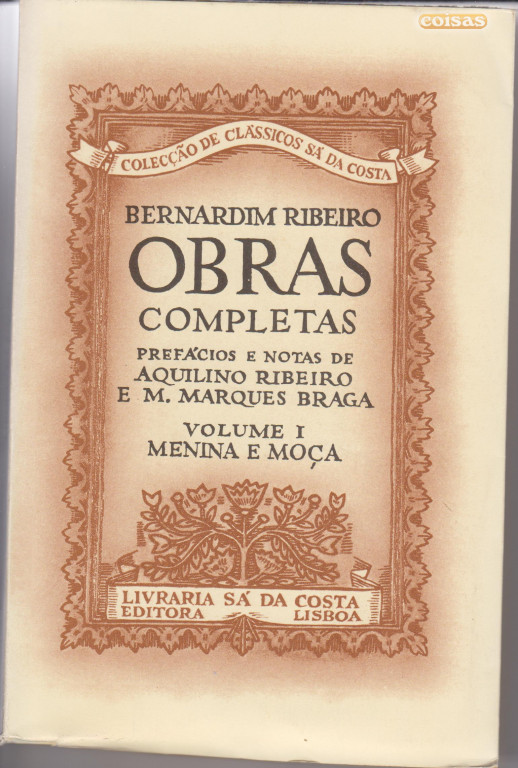 coisas
COLECÇÃO DE CLÁSSICOS SÁ DA COSTA
BERNARDIM RIBEIRO
OBRAS
COMPLETAS
PREFÁCIOS E NOTAS DE
AQUILINO RIBEIRO
E M. MARQUES BRAGA
VOLUME I
MENINA E MOÇA
LIVRARIA SÁ DA COSTA
EDITORA LISBOA